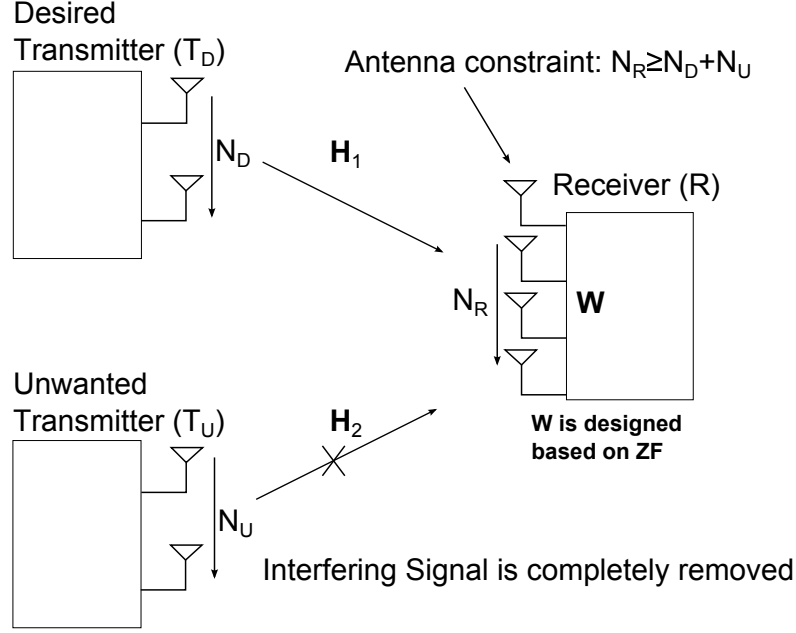 Desired
Transmitter (T_D)
Antenna constraint: N_R≥N_D+N_U
N_D
H_1
Receiver (R)
N_R
W
Unwanted
Transmitter (T_U)
H_2
W is designed
based on ZF
N_U
Interfering Signal is completely removed